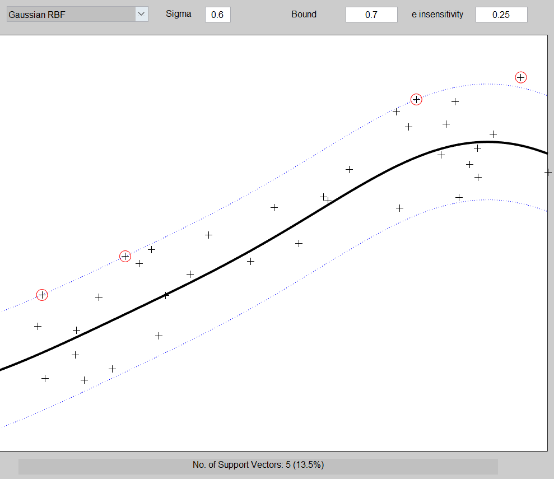 Gaussian RBF Sigma 0.6 Bound 0.7 e insensitivity 0.25
No. of Support Vectors: 5 (13.5%)